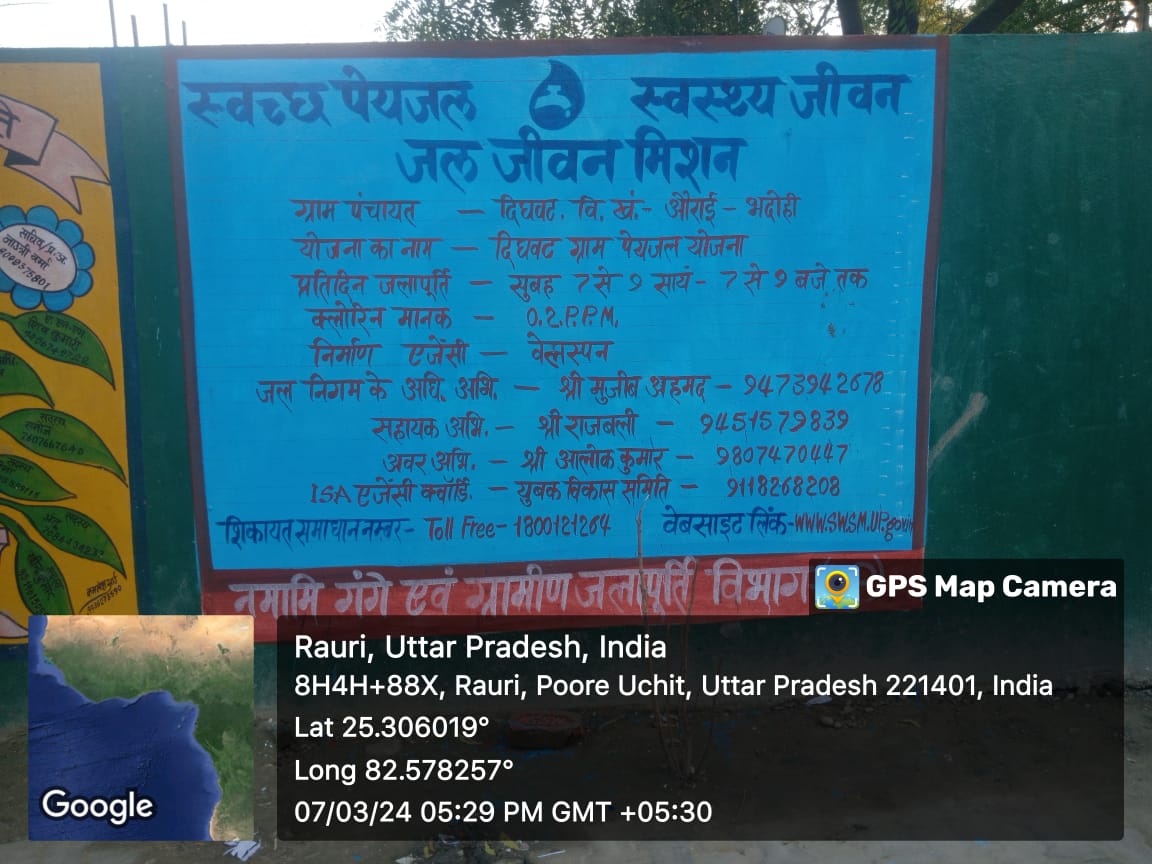 स्वच्छ पेयजल स्वस्थ्य जीवन
जल जीवन मिशन
ग्राम पंचायत — दिघवट. वि. खं.- औराई - भदोही
योजना का नाम — दिघवट ग्राम पेयजल योजना
प्रतिदिन जलापूर्ति — सुबह 7 से 9 सायं - 7 से 9 बजे तक
क्लोरिन मानक — 0.2.P.P.M.
निर्माण एजेंसी — वेल्सपन
जल निगम के अधि. अभि. — श्री मुजीब अहमद - 9473942678
सहायक अभि. — श्री राजबली - 9451579839
अवर अभि. — श्री आलोक कुमार - 9807470447
ISA एजेंसी क्वॉर्डि. — युवक विकास समिति - 9118268208
शिकायत समाधान नम्बर - Toll Free - 1800121264 वेबसाइट लिंक - WWW.SWSM.UP.gov.in
नमामि गंगे एवं ग्रामीण जलापूर्ति विभाग
सचिव/प्र.अ.
सदस्य
7607667640
GPS Map Camera
Rauri, Uttar Pradesh, India
8H4H+88X, Rauri, Poore Uchit, Uttar Pradesh 221401, India
Lat 25.306019°
Long 82.578257°
07/03/24 05:29 PM GMT +05:30
Google